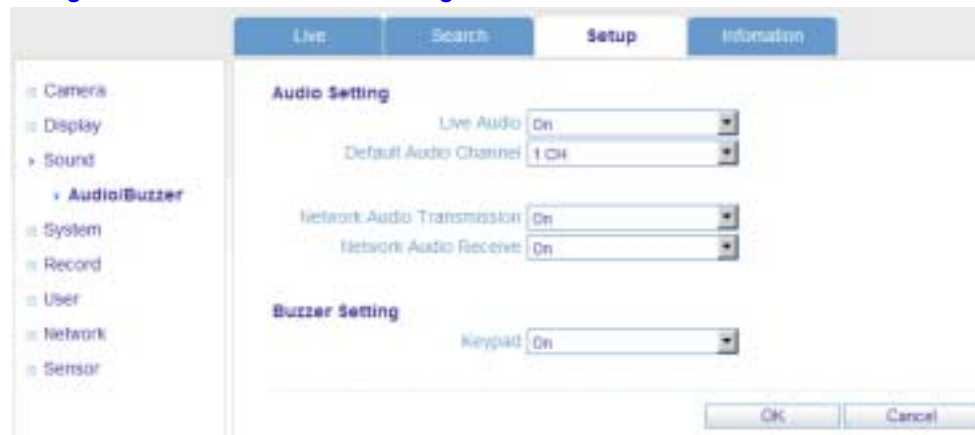 Live Search Setup Infomation
Camera
Display
Sound
Audio/Buzzer
System
Record
User
Network
Sensor
Audio Setting
Live Audio On
Default Audio Channel 1 CH
Network Audio Transmission On
Network Audio Receive On
Buzzer Setting
Keypad On
OK Cancel